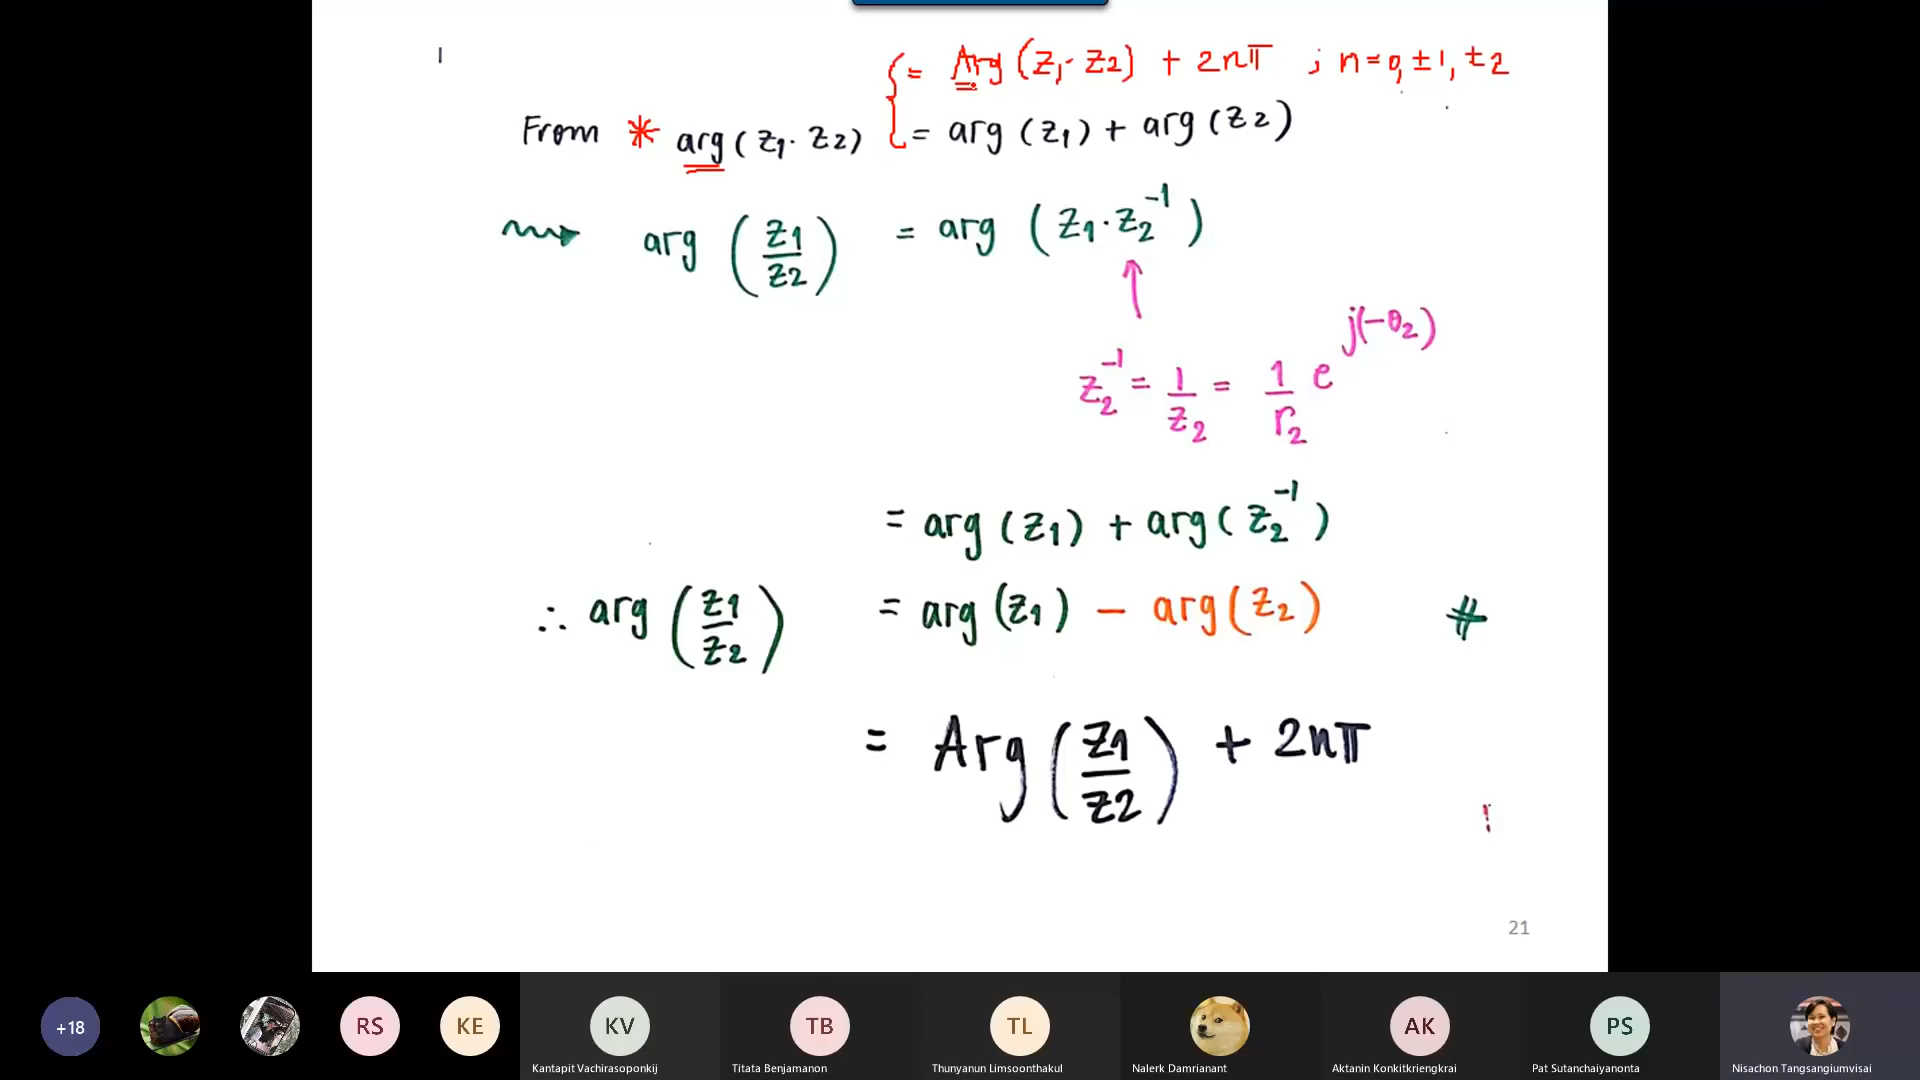 = Arg (z₁· z₂) + 2nπ ; n=0, ±1, ±2
From * arg (z₁· z₂) = arg (z₁) + arg (z₂)
arg (z₁/z₂) = arg (z₁·z₂⁻¹)
z₂⁻¹ = 1/z₂ = 1/r₂ e^j(-θ₂)
= arg (z₁) + arg (z₂⁻¹)
∴ arg (z₁/z₂) = arg (z₁) − arg (z₂) #
= Arg (z₁/z₂) + 2nπ
21
+18
RS
KE
KV
TB
TL
AK
PS
Kantapit Vachirasoponkij
Titata Benjamanon
Thunyanun Limsoonthakul
Nalerk Damrianant
Aktanin Konkitkriengkrai
Pat Sutanchaiyanonta
Nisachon Tangsangiumvisai